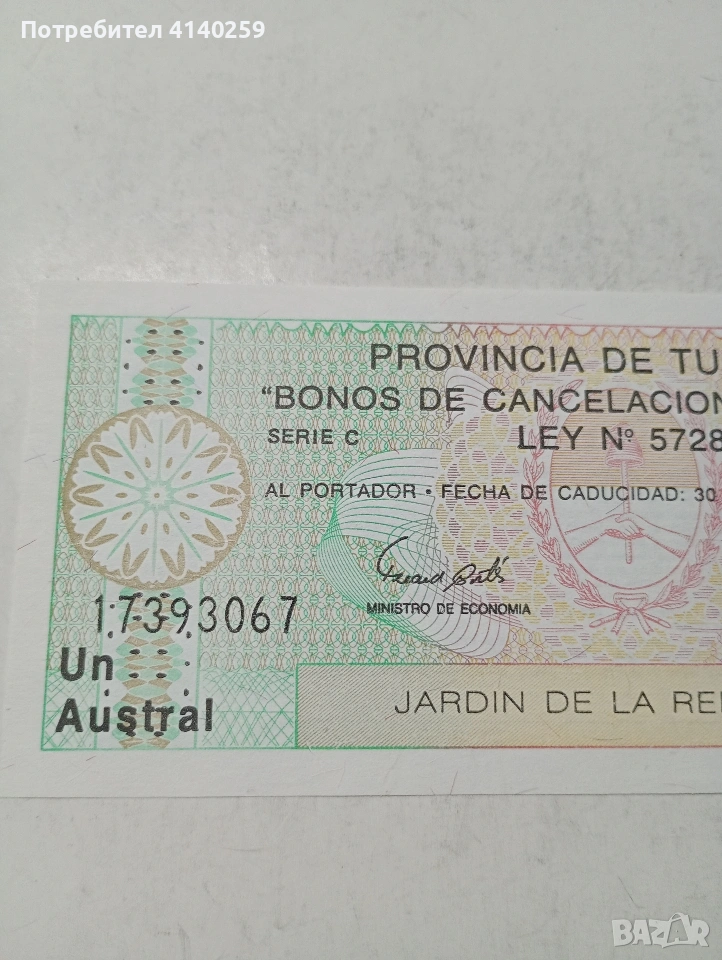 Потребител 4140259
PROVINCIA DE TU
"BONOS DE CANCELACION
SERIE C
LEY Nº 5728
AL PORTADOR • FECHA DE CADUCIDAD: 30
MINISTRO DE ECONOMIA
17393067
Un
Austral
JARDIN DE LA RE
BAZAR